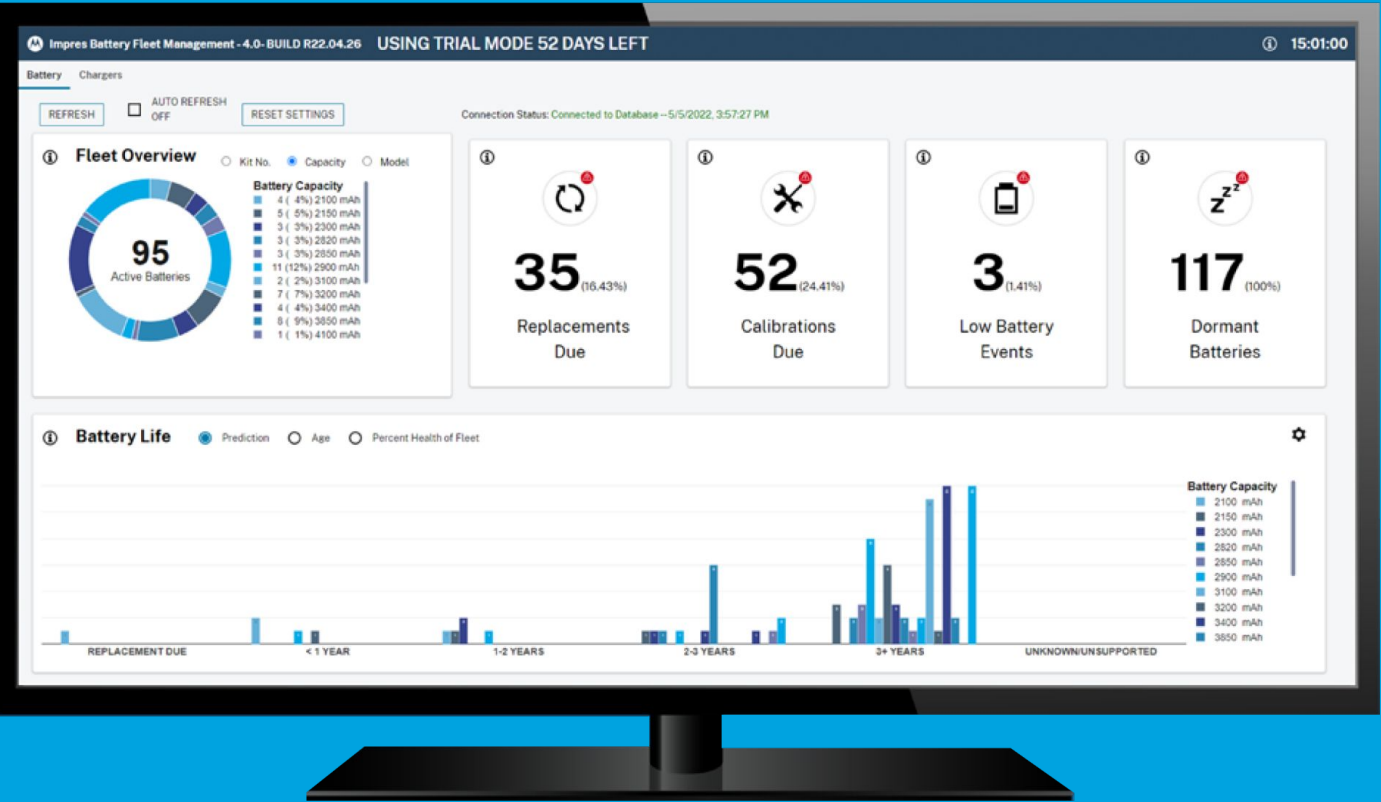 Impres Battery Fleet Management - 4.0- BUILD R22.04.26 USING TRIAL MODE 52 DAYS LEFT 15:01:00
Battery Chargers
REFRESH
AUTO REFRESH
OFF
RESET SETTINGS
Connection Status: Connected to Database -- 5/5/2022, 3:57:27 PM
Fleet Overview Kit No. Capacity Model
95
Active Batteries
Battery Capacity
4 ( 4%) 2100 mAh
5 ( 5%) 2150 mAh
3 ( 3%) 2300 mAh
3 ( 3%) 2820 mAh
3 ( 3%) 2850 mAh
11 (12%) 2900 mAh
2 ( 2%) 3100 mAh
7 ( 7%) 3200 mAh
4 ( 4%) 3400 mAh
8 ( 9%) 3850 mAh
1 ( 1%) 4100 mAh
35 (16.43%)
Replacements
Due
52 (24.41%)
Calibrations
Due
3 (1.41%)
Low Battery
Events
zzz
117 (100%)
Dormant
Batteries
Battery Life Prediction Age Percent Health of Fleet
Battery Capacity
2100 mAh
2150 mAh
2300 mAh
2820 mAh
2850 mAh
2900 mAh
3100 mAh
3200 mAh
3400 mAh
3850 mAh
REPLACEMENT DUE < 1 YEAR 1-2 YEARS 2-3 YEARS 3+ YEARS UNKNOWN/UNSUPPORTED